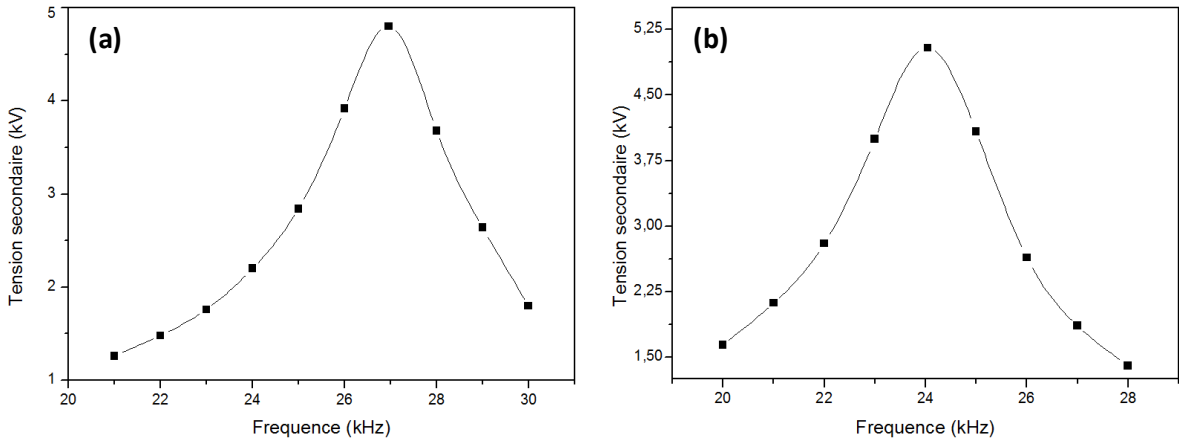 (a)
Tension secondaire (kV)
5
4
3
2
1
20 22 24 26 28 30
Frequence (kHz)
(b)
Tension secondaire (kV)
5,25
4,50
3,75
3,00
2,25
1,50
20 22 24 26 28
Frequence (kHz)